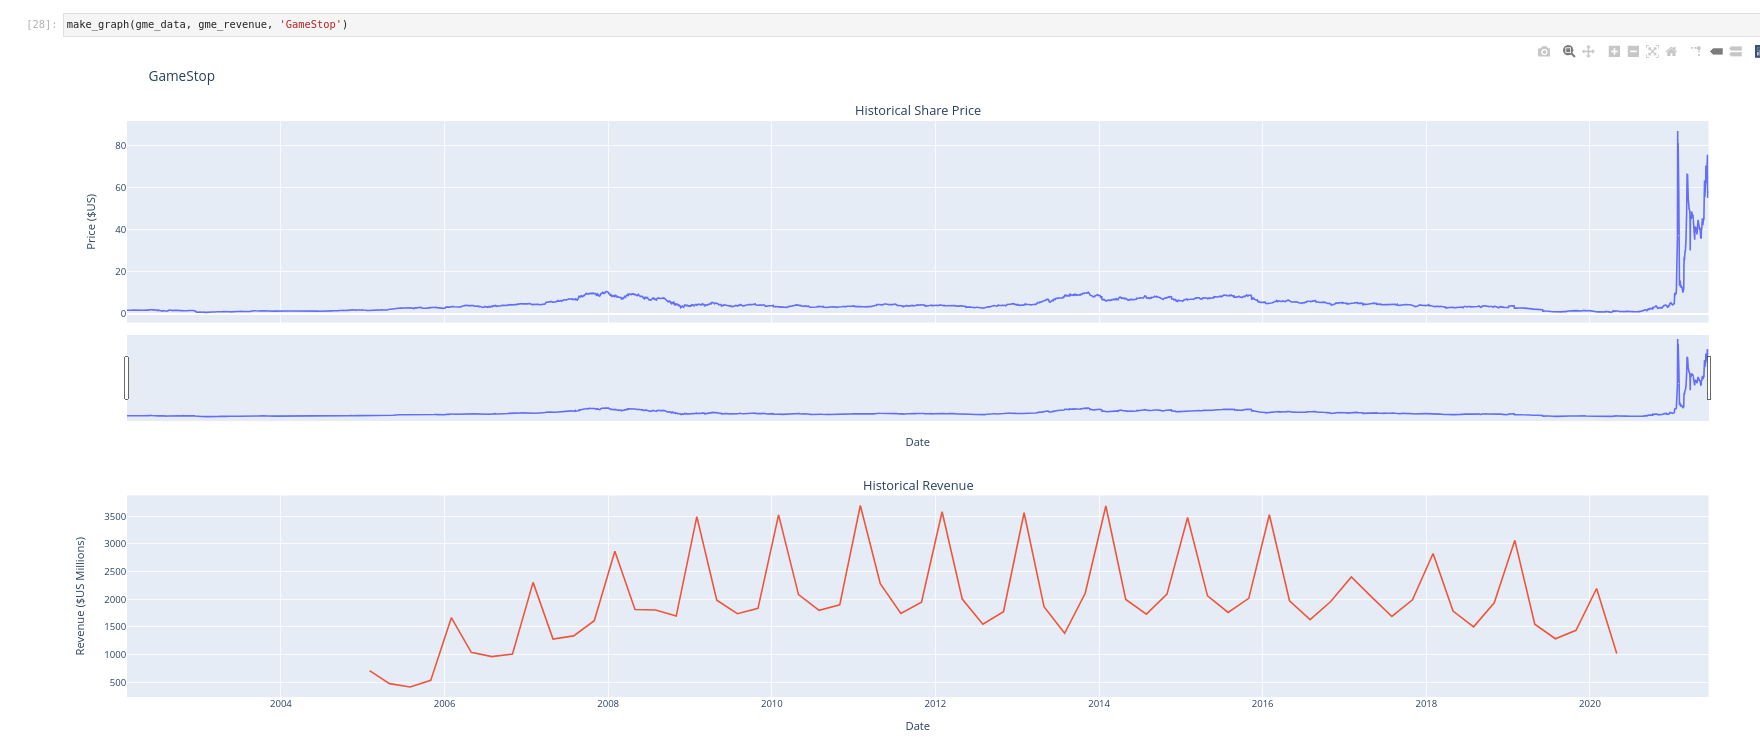 [28]: make_graph(gme_data, gme_revenue, 'GameStop')
GameStop
Historical Share Price
80
60
40
20
0
Price ($US)
Date
Historical Revenue
3500
3000
2500
2000
1500
1000
500
Revenue ($US Millions)
2004 2006 2008 2010 2012 2014 2016 2018 2020
Date